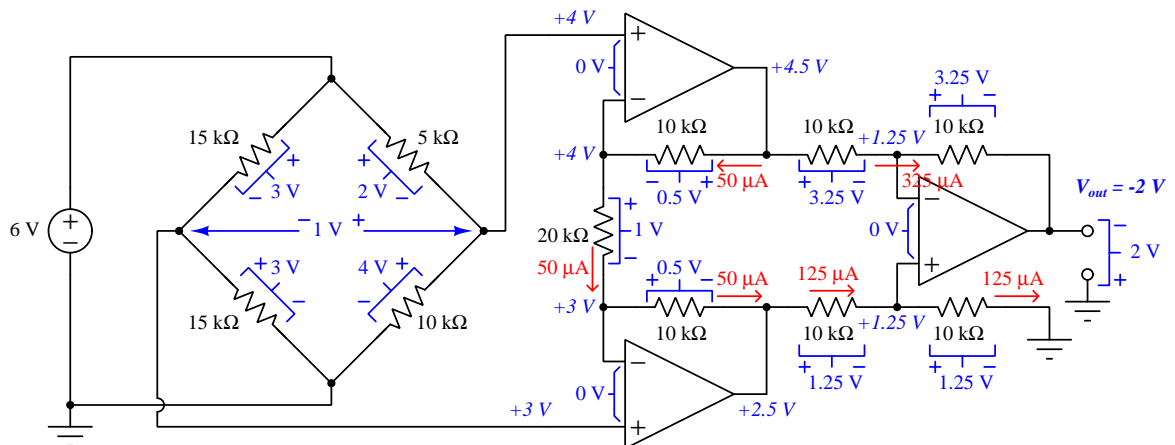 +4 V
+
0 V
−
+4.5 V
3.25 V
+ −
15 kΩ
5 kΩ
10 kΩ
10 kΩ
+1.25 V
10 kΩ
+
3 V
−
+
2 V
−
+4 V
− 0.5 V +
50 µA
+ 3.25 V −
325 µA
−
Vout = -2 V
6 V
+
−
− 1 V +
20 kΩ
+
1 V
−
0 V
−
2 V
+
50 µA
+
3 V
−
4 V +
−
+ 0.5 V −
50 µA
125 µA
+
125 µA
15 kΩ
10 kΩ
+3 V
10 kΩ
10 kΩ
+1.25 V
10 kΩ
−
0 V
+
+ 1.25 V −
+ 1.25 V −
+3 V
+2.5 V